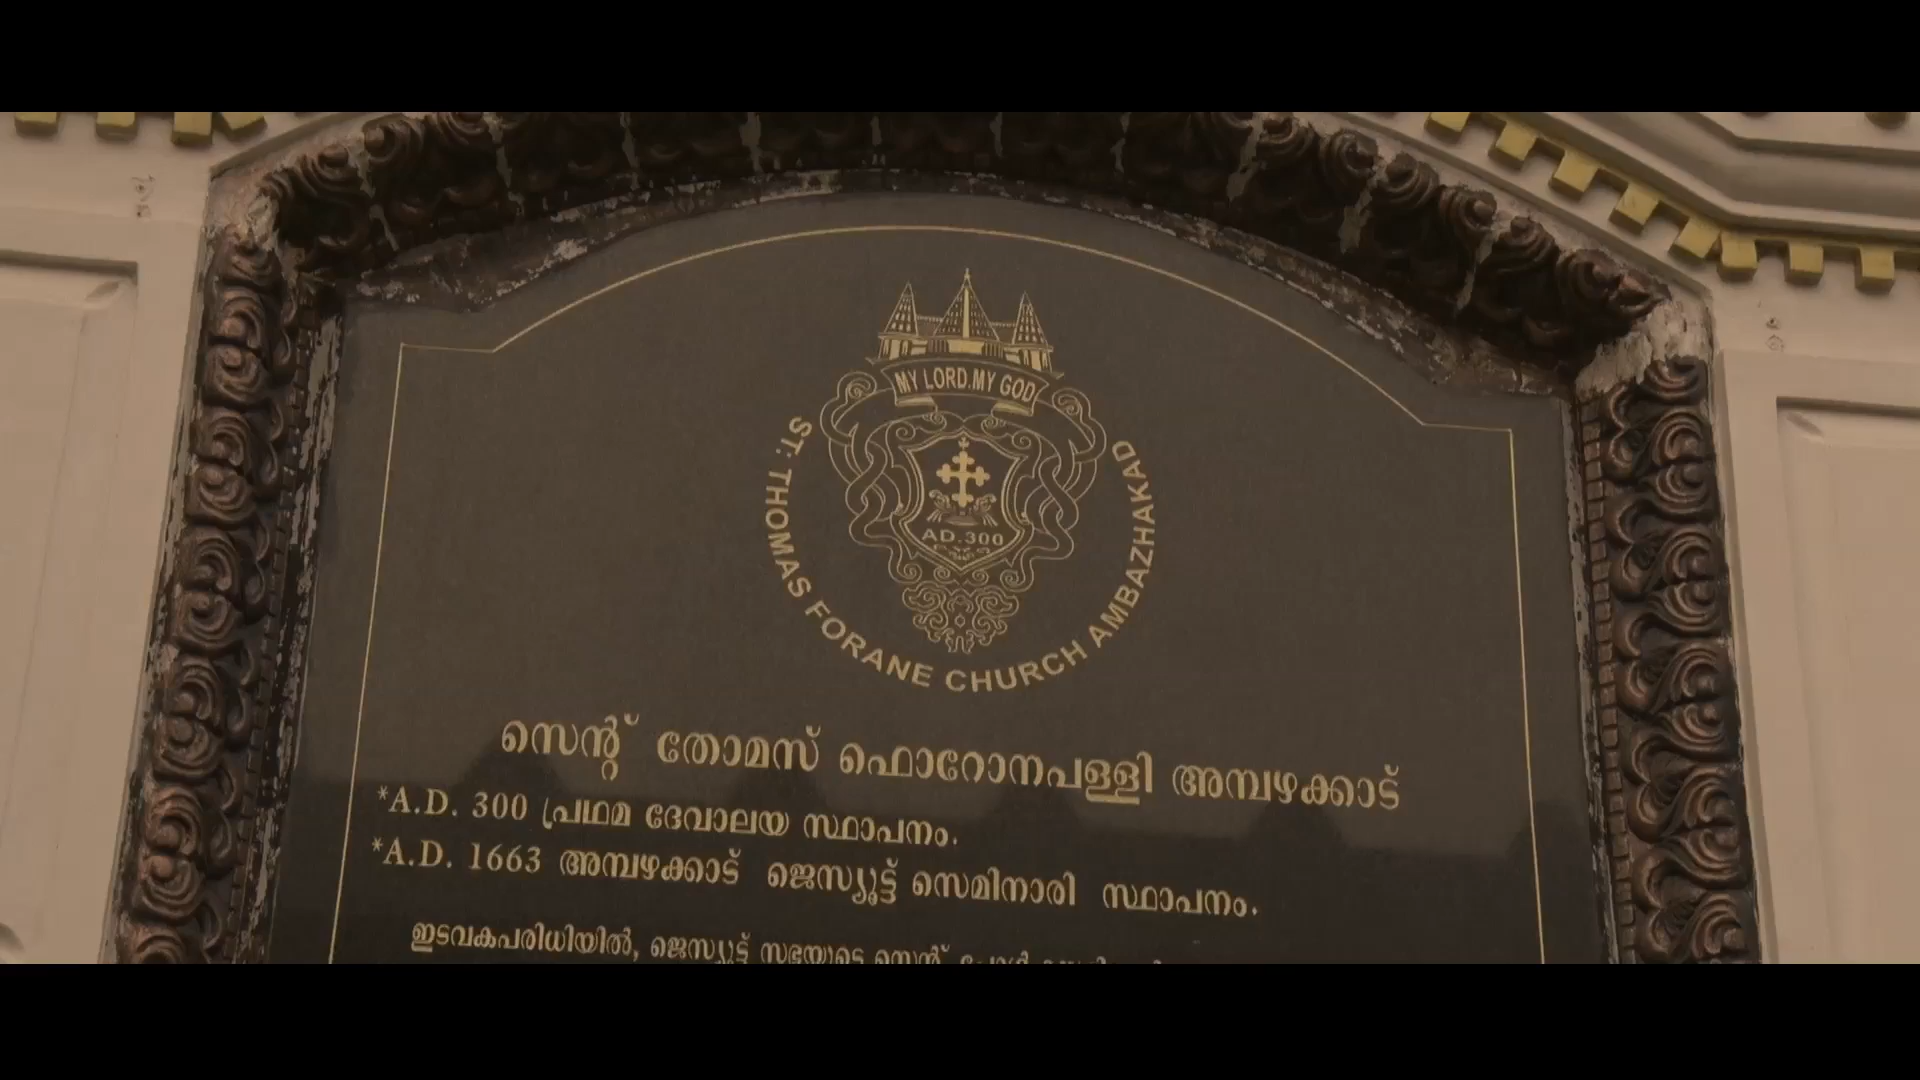 MY LORD.MY GOD
AD.300
ST: THOMAS FORANE CHURCH AMBAZHAKAD
സെന്റ് തോമസ് ഫൊറോനപള്ളി അമ്പഴക്കാട്
*A.D. 300 പ്രഥമ ദേവാലയ സ്ഥാപനം.
*A.D. 1663 അമ്പഴക്കാട് ജെസ്യൂട്ട് സെമിനാരി സ്ഥാപനം.
ഇടവകപരിധിയിൽ, ജെസ്യൂട്ട് സഭയുടെ സെന്റ്